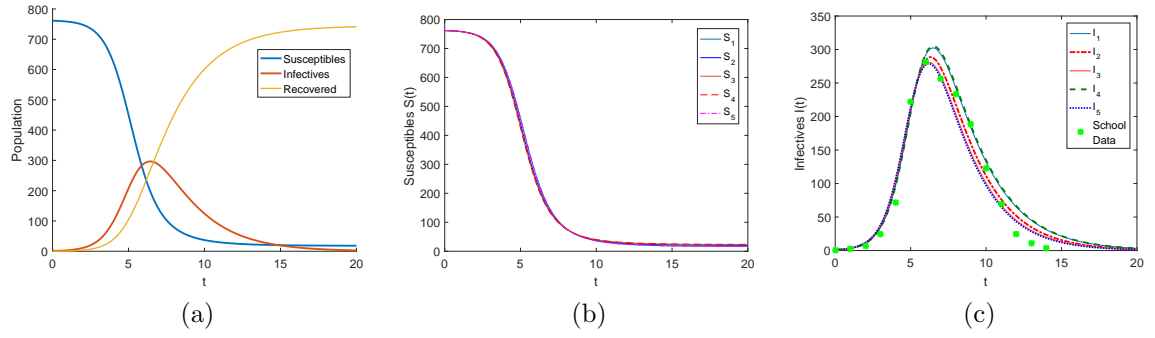 800
700
600
500
400
300
200
100
0
Population
Susceptibles
Infectives
Recovered
0 5 10 15 20
t
(a)
800
700
600
500
400
300
200
100
0
Susceptibles S(t)
S1
S2
S3
S4
S5
0 5 10 15 20
t
(b)
350
300
250
200
150
100
50
0
Infectives I(t)
I1
I2
I3
I4
I5
School
Data
0 5 10 15 20
t
(c)